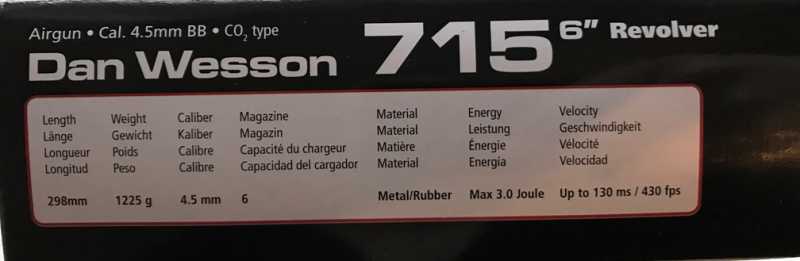 Airgun • Cal. 4.5mm BB • CO2 type
Dan Wesson 715 6" Revolver
Length Weight Caliber Magazine Material Energy Velocity
Länge Gewicht Kaliber Magazin Material Leistung Geschwindigkeit
Longueur Poids Calibre Capacité du chargeur Matière Énergie Vélocité
Longitud Peso Calibre Capacidad del cargador Material Energía Velocidad
298mm 1225 g 4.5 mm 6 Metal/Rubber Max 3.0 Joule Up to 130 ms / 430 fps